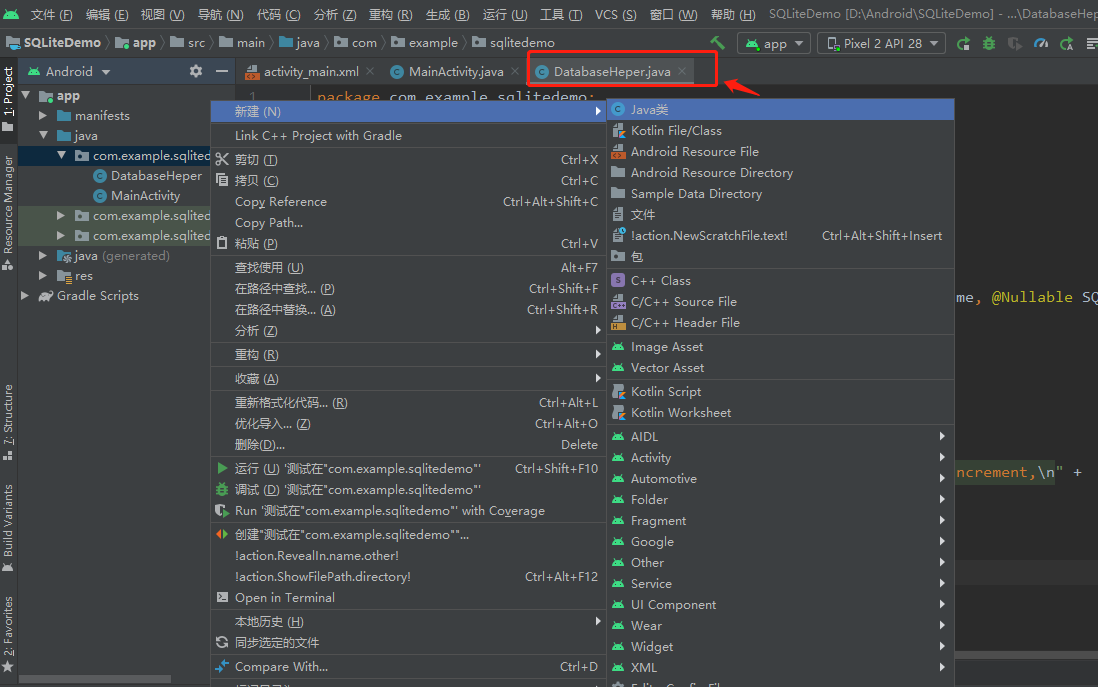 文件 (F) 编辑 (E) 视图 (V) 导航 (N) 代码 (C) 分析 (Z) 重构 (R) 生成 (B) 运行 (U) 工具 (T) VCS (S) 窗口 (W) 帮助 (H) SQLiteDemo [D:\Android\SQLiteDemo] - ...\DatabaseHeper
SQLiteDemo app src main java com example sqlitedemo app Pixel 2 API 28
1: Project
Resource Manager
7: Structure
Build Variants
2: Favorites
Android
app
manifests
java
com.example.sqlited
DatabaseHeper
MainActivity
com.example.sqlited
com.example.sqlited
java (generated)
res
Gradle Scripts
activity_main.xml MainActivity.java DatabaseHeper.java
1 package com.example.sqlitedemo;
me, @Nullable SQ
ncrement,\n" +
新建 (N)
Link C++ Project with Gradle
剪切 (T) Ctrl+X
拷贝 (C) Ctrl+C
Copy Reference Ctrl+Alt+Shift+C
Copy Path...
粘贴 (P) Ctrl+V
查找使用 (U) Alt+F7
在路径中查找... (P) Ctrl+Shift+F
在路径中替换... (A) Ctrl+Shift+R
分析 (Z)
重构 (R)
收藏 (A)
重新格式化代码... (R) Ctrl+Alt+L
优化导入... (Z) Ctrl+Alt+O
删除(D)... Delete
运行 (U) '测试在"com.example.sqlitedemo"' Ctrl+Shift+F10
调试 (D) '测试在"com.example.sqlitedemo"'
Run '测试在"com.example.sqlitedemo"' with Coverage
创建"测试在"com.example.sqlitedemo""...
!action.RevealIn.name.other!
!action.ShowFilePath.directory! Ctrl+Alt+F12
Open in Terminal
本地历史 (H)
同步选定的文件
Compare With... Ctrl+D
Java类
Kotlin File/Class
Android Resource File
Android Resource Directory
Sample Data Directory
文件
!action.NewScratchFile.text! Ctrl+Alt+Shift+Insert
包
C++ Class
C/C++ Source File
C/C++ Header File
Image Asset
Vector Asset
Kotlin Script
Kotlin Worksheet
AIDL
Activity
Automotive
Folder
Fragment
Google
Other
Service
UI Component
Wear
Widget
XML